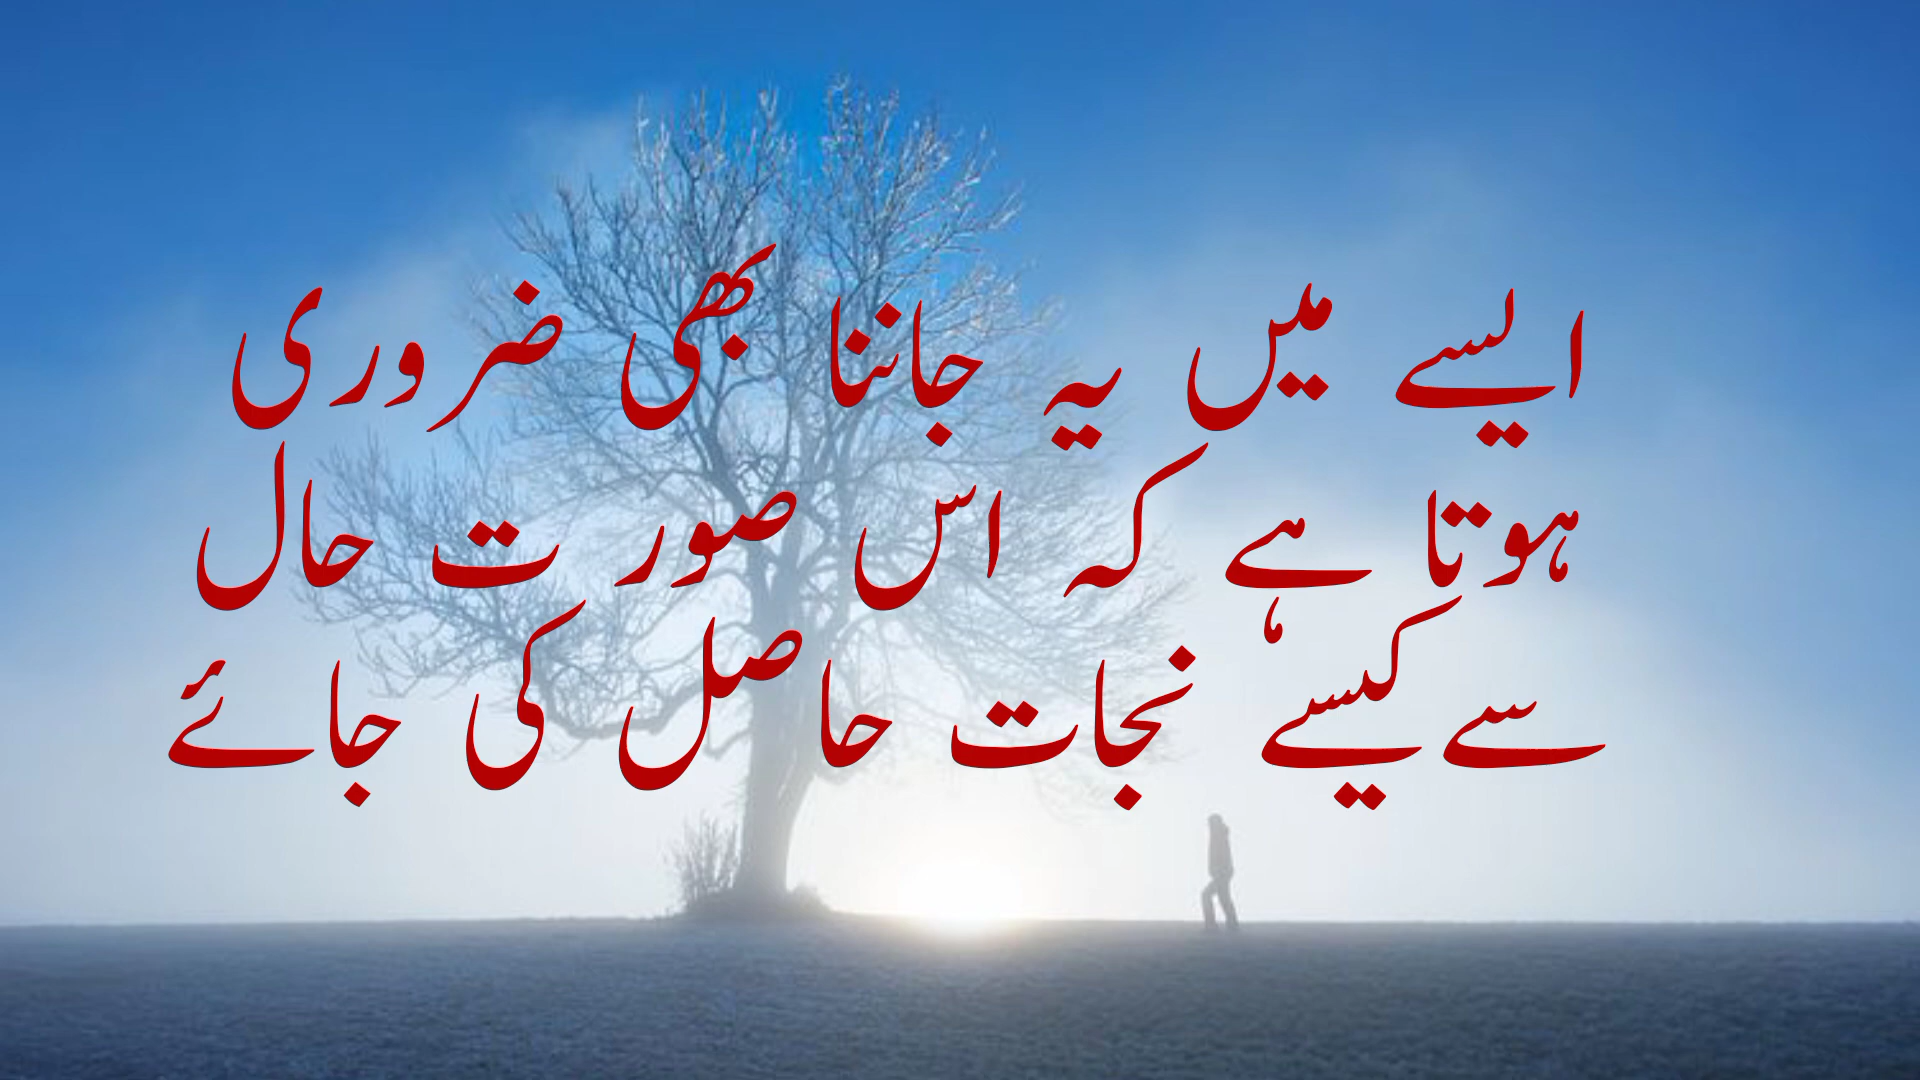 ایسے میں یہ جاننا بھی ضروری
ہوتا ہے کہ اس صورت حال
سے کیسے نجات حاصل کی جائے